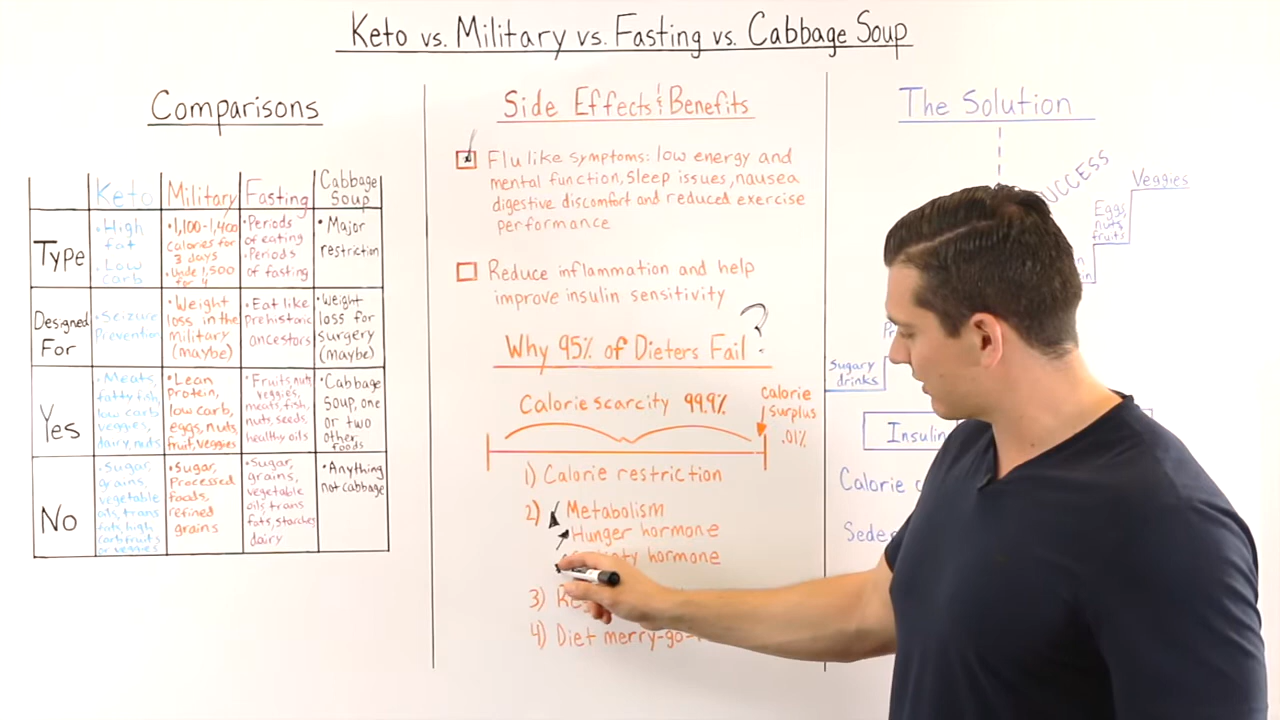 Keto vs. Military vs. Fasting vs. Cabbage Soup
Comparisons
Keto
Military
Fasting
Cabbage
Soup
Type
• High
fat
• Low
carb
• 1,100-1,400
calories for
3 days
• Under 1,500
for 4
• Periods
of eating
• Periods
of fasting
• Major
restriction
Designed
For
• Seizure
Prevention
• Weight
loss in the
military
(maybe)
• Eat like
prehistoric
ancestors
• Weight
loss for
surgery
(maybe)
Yes
• Meats,
fatty fish,
low carb
veggies,
dairy, nuts
• Lean
Protein,
low carb,
eggs, nuts,
fruit, veggies
• Fruits, nuts
veggies,
meats, fish,
nuts, seeds,
healthy oils
• Cabbage
soup, one
or two
other
foods
No
• Sugar,
grains,
vegetable
oils, trans
fats, high
carb fruits
or veggies
• Sugar,
Processed
foods,
refined
grains
• Sugar,
grains,
vegetable
oils, trans
fats, starches
dairy
• Anything
not cabbage
Side Effects & Benefits
Flu like symptoms: low energy and
mental function, sleep issues, nausea
digestive discomfort and reduced exercise
performance
Reduce inflammation and help
improve insulin sensitivity
Why 95% of Dieters Fail?
Calorie scarcity 99.9%
calorie
surplus
.01%
1) Calorie restriction
2) Metabolism
Hunger hormone
hormone
3)
4) Diet merry-go-
The Solution
SUCCESS
Veggies
Eggs,
nuts,
fruits
Sugary
drinks
Insulin
Calorie